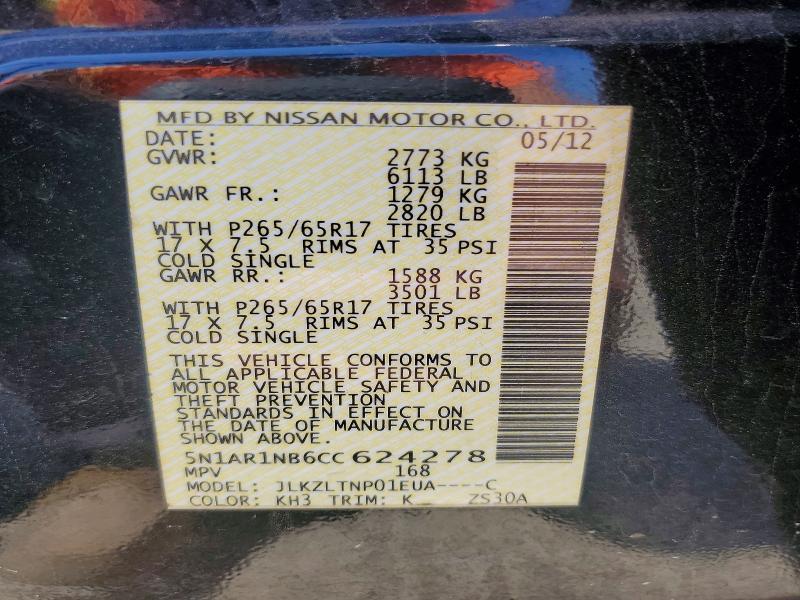 MFD BY NISSAN MOTOR CO., LTD.
DATE: 05/12
GVWR: 2773 KG
6113 LB
GAWR FR.: 1279 KG
2820 LB
WITH P265/65R17 TIRES
17 X 7.5 RIMS AT 35 PSI
COLD SINGLE
GAWR RR.: 1588 KG
3501 LB
WITH P265/65R17 TIRES
17 X 7.5 RIMS AT 35 PSI
COLD SINGLE
THIS VEHICLE CONFORMS TO
ALL APPLICABLE FEDERAL
MOTOR VEHICLE SAFETY AND
THEFT PREVENTION
STANDARDS IN EFFECT ON
THE DATE OF MANUFACTURE
SHOWN ABOVE.
5N1AR1NB6CC624278
MPV 168
MODEL: JLKZLTNP01EUA----C
COLOR: KH3 TRIM: K_ ZS30A